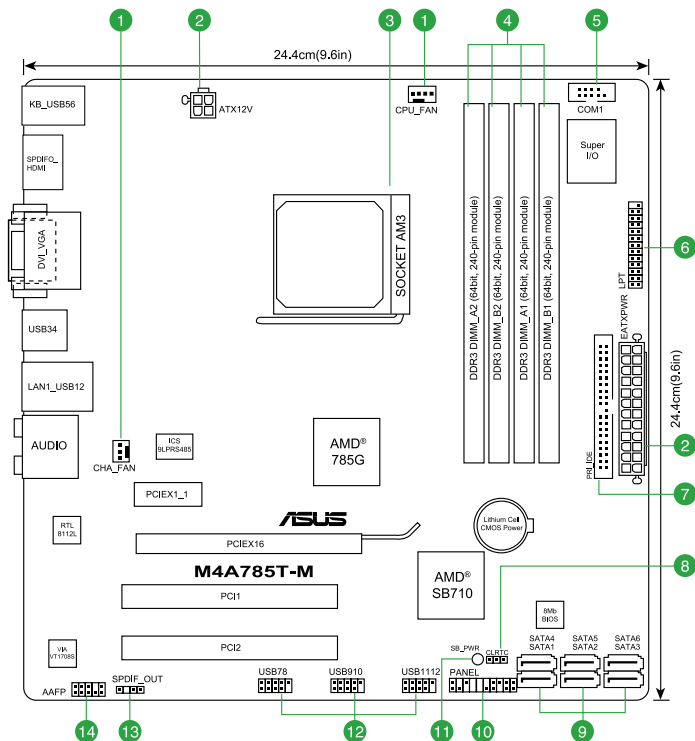 1
2
3
1
4
5
24.4cm(9.6in)
KB_USB56
ATX12V
CPU_FAN
COM1
Super
I/O
SPDIFO_
HDMI
DVI_VGA
SOCKET AM3
DDR3 DIMM_A2 (64bit, 240-pin module)
DDR3 DIMM_B2 (64bit, 240-pin module)
DDR3 DIMM_A1 (64bit, 240-pin module)
DDR3 DIMM_B1 (64bit, 240-pin module)
6
LPT
EATXPWR
24.4cm(9.6in)
USB34
LAN1_USB12
1
AUDIO
CHA_FAN
ICS
9LPRS485
AMD®
785G
2
PRI_IDE
7
PCIEX1_1
ASUS
Lithium Cell
CMOS Power
RTL
8112L
PCIEX16
M4A785T-M
AMD®
SB710
8
PCI1
8Mb
BIOS
VIA
VT1708S
PCI2
SB_PWR
CLRTC
SATA4
SATA1
SATA5
SATA2
SATA6
SATA3
AAFP
SPDIF_OUT
USB78
USB910
USB1112
PANEL
14
13
12
11
10
9